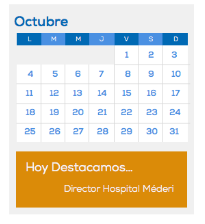 Octubre
L M M J V S D
1 2 3
4 5 6 7 8 9 10
11 12 13 14 15 16 17
18 19 20 21 22 23 24
25 26 27 28 29 30 31
Hoy Destacamos...
Director Hospital Méderi